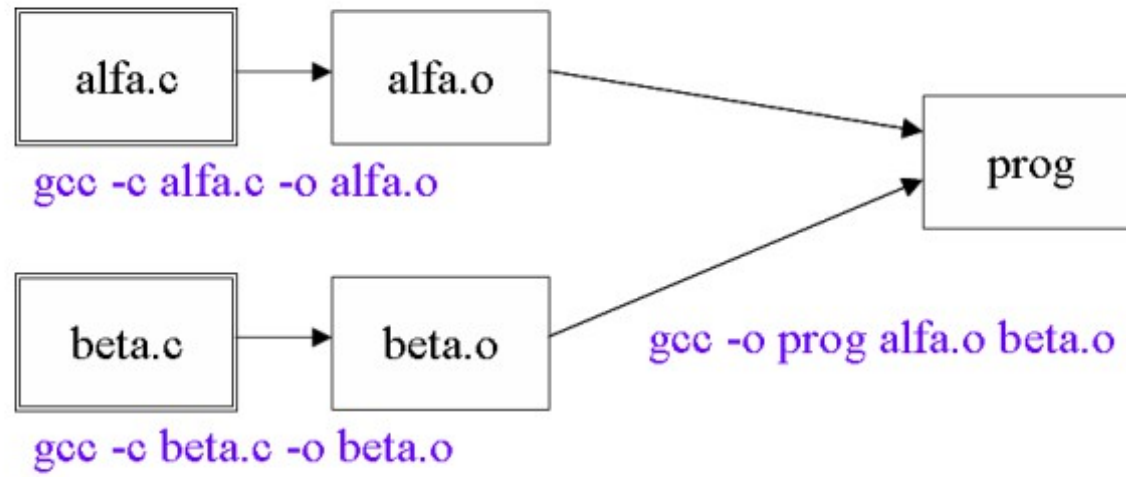 alfa.c
alfa.o
prog
gcc -c alfa.c -o alfa.o
beta.c
beta.o
gcc -o prog alfa.o beta.o
gcc -c beta.c -o beta.o